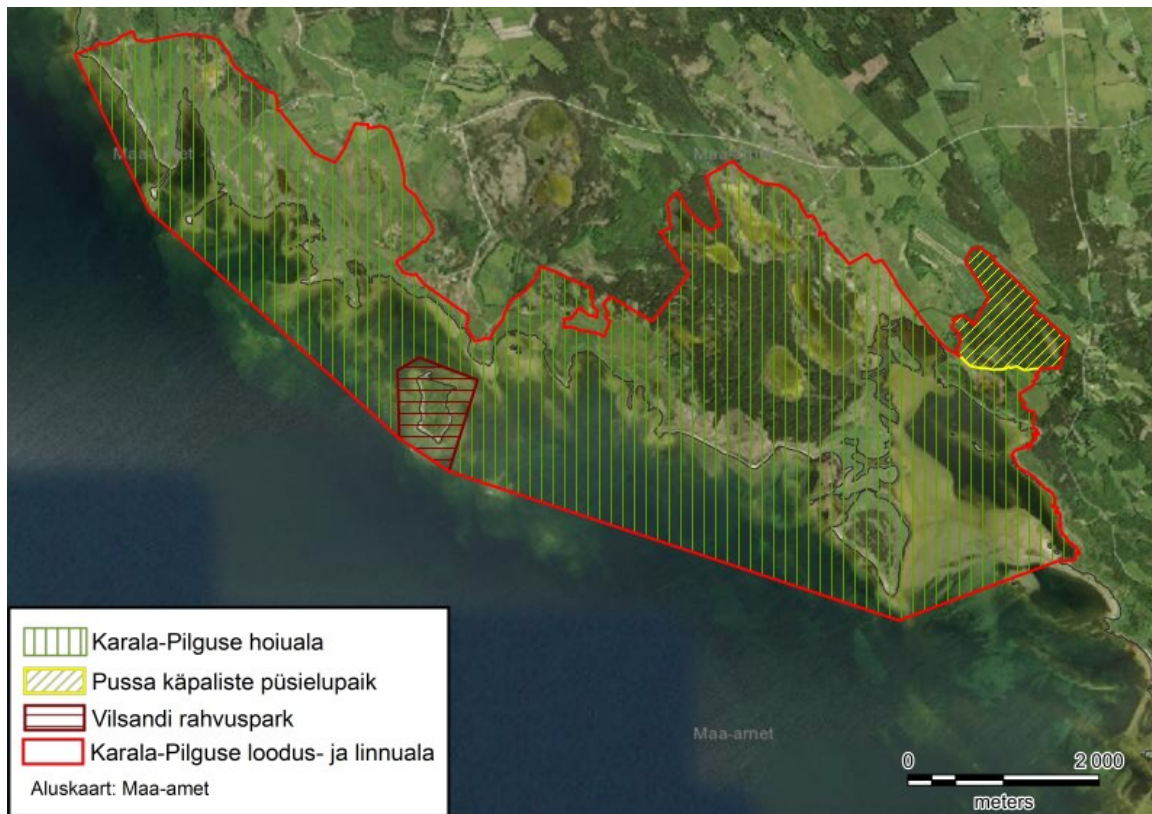 Maa-amet
Maa-amet
Karala-Pilguse hoiuala
Pussa käpaliste püsielupaik
Vilsandi rahvuspark
Karala-Pilguse loodus- ja linnuala
Aluskaart: Maa-amet
Maa-amet
0 2 000
meters